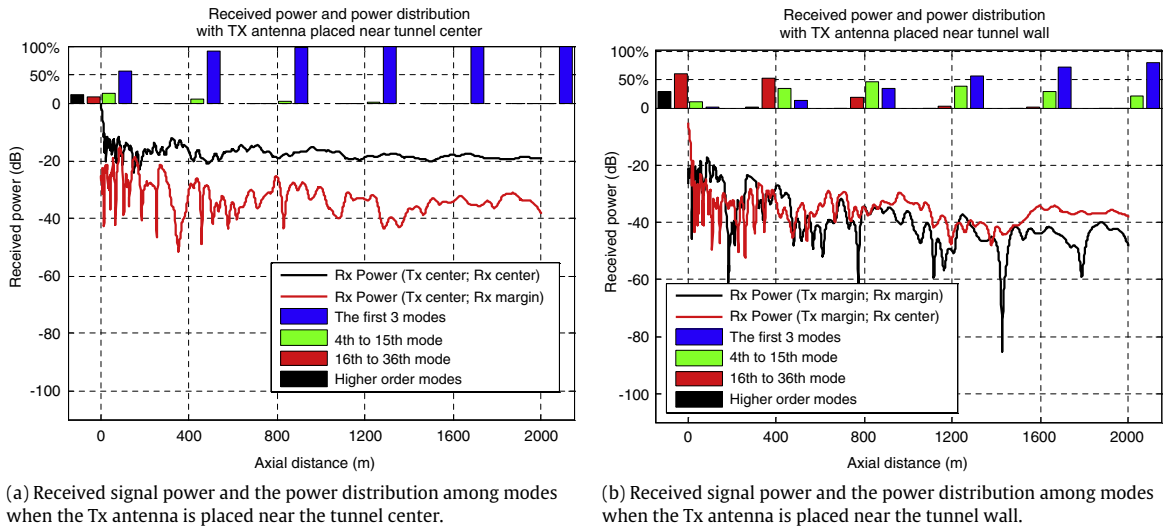 Received power and power distribution
with TX antenna placed near tunnel center
100%
50%
0
-20
-40
-60
-80
-100
Received power (dB)
Rx Power (Tx center; Rx center)
Rx Power (Tx center; Rx margin)
The first 3 modes
4th to 15th mode
16th to 36th mode
Higher order modes
0 400 800 1200 1600 2000
Axial distance (m)
(a) Received signal power and the power distribution among modes
when the Tx antenna is placed near the tunnel center.
Received power and power distribution
with TX antenna placed near tunnel wall
100%
50%
0
-20
-40
-60
-80
-100
Received power (dB)
Rx Power (Tx margin; Rx margin)
Rx Power (Tx margin; Rx center)
The first 3 modes
4th to 15th mode
16th to 36th mode
Higher order modes
0 400 800 1200 1600 2000
Axial distance (m)
(b) Received signal power and the power distribution among modes
when the Tx antenna is placed near the tunnel wall.